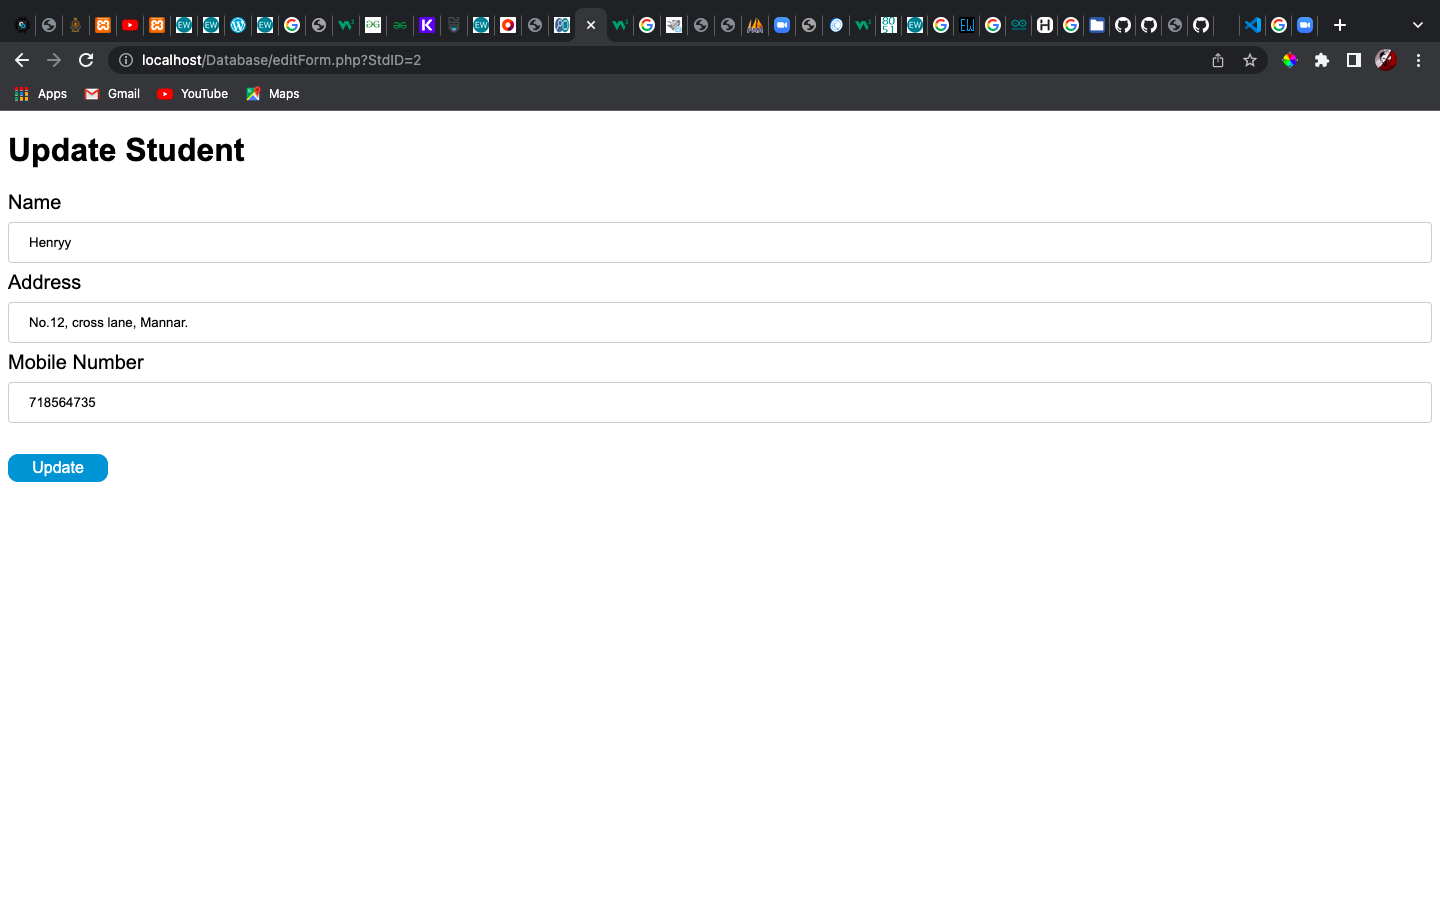 localhost/Database/editForm.php?StdID=2
Apps Gmail YouTube Maps
Update Student
Name
Henryy
Address
No.12, cross lane, Mannar.
Mobile Number
718564735
Update